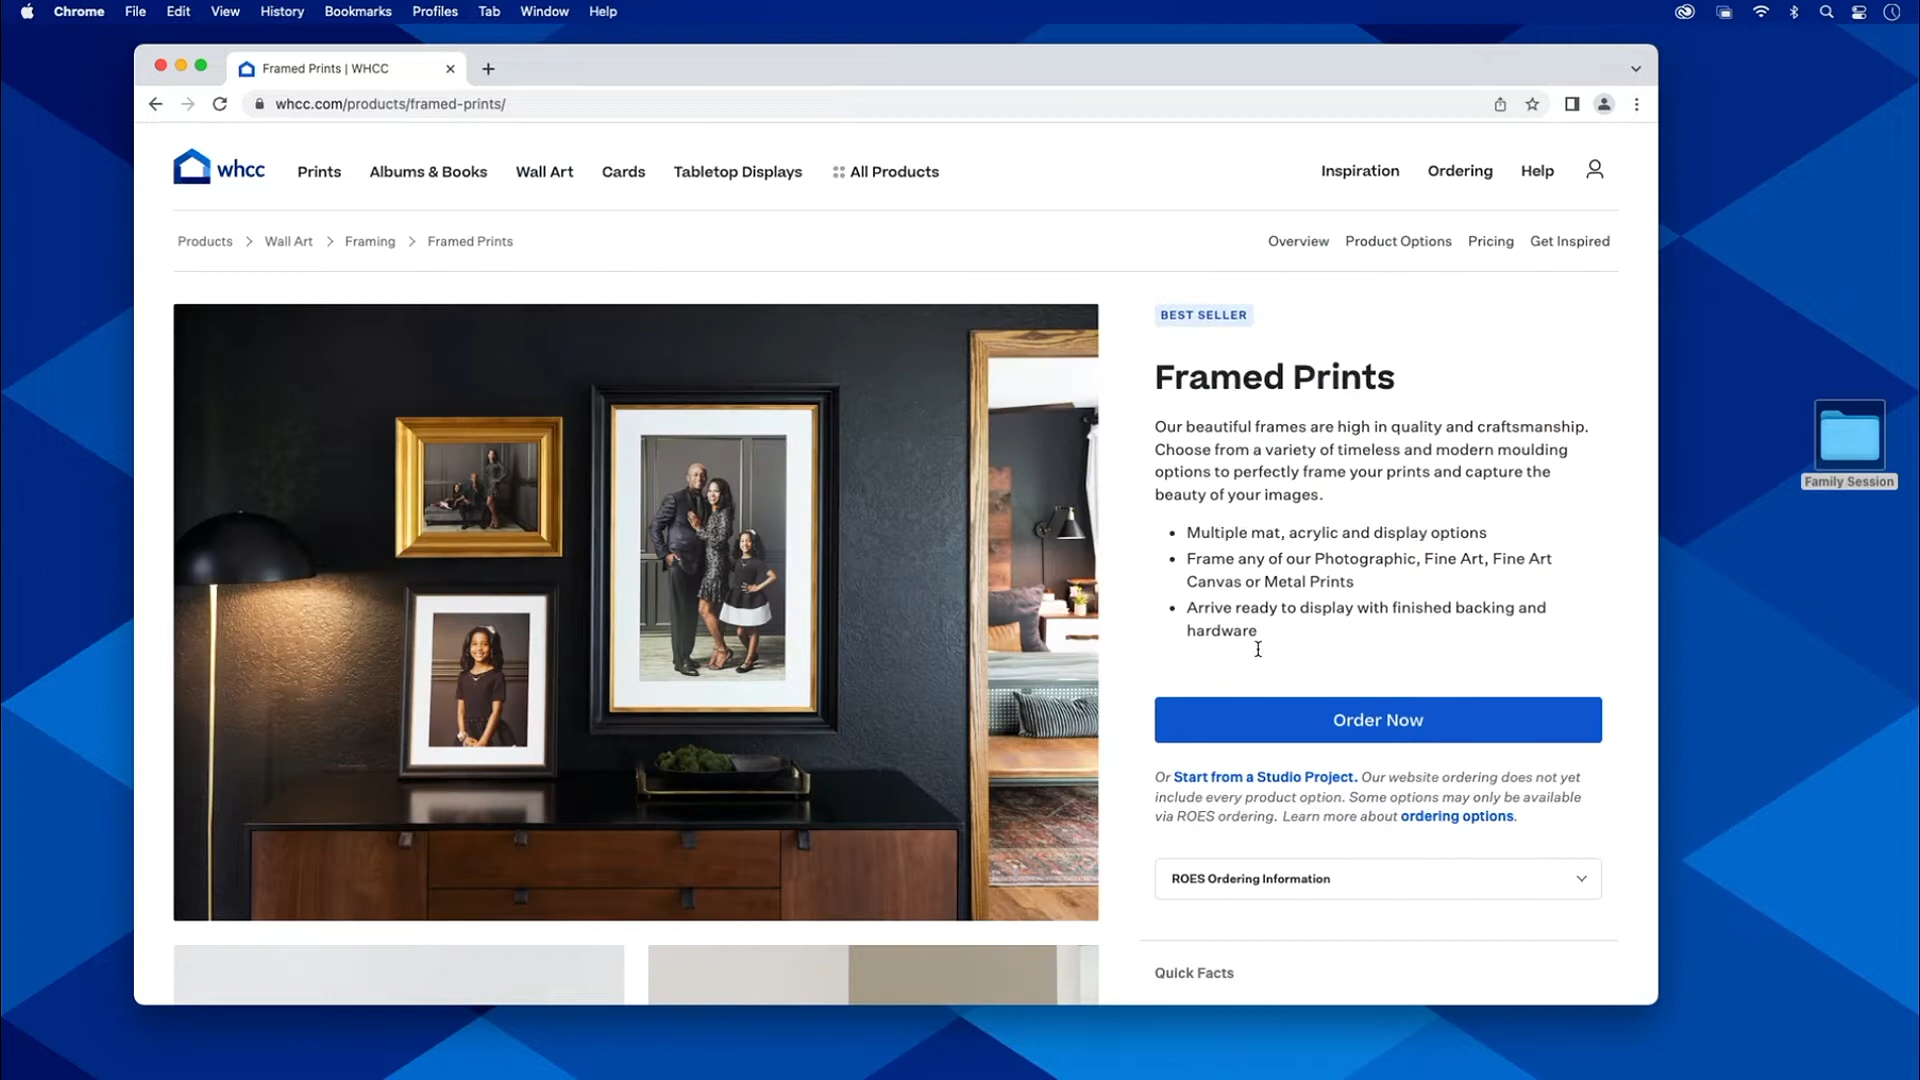 Chrome File Edit View History Bookmarks Profiles Tab Window Help
Framed Prints | WHCC
whcc.com/products/framed-prints/
whcc
Prints Albums & Books Wall Art Cards Tabletop Displays All Products
Inspiration Ordering Help
Products > Wall Art > Framing > Framed Prints
Overview Product Options Pricing Get Inspired
BEST SELLER
Framed Prints
Our beautiful frames are high in quality and craftsmanship.
Choose from a variety of timeless and modern moulding
options to perfectly frame your prints and capture the
beauty of your images.
• Multiple mat, acrylic and display options
• Frame any of our Photographic, Fine Art, Fine Art
Canvas or Metal Prints
• Arrive ready to display with finished backing and
hardware
Order Now
Or Start from a Studio Project. Our website ordering does not yet
include every product option. Some options may only be available
via ROES ordering. Learn more about ordering options.
ROES Ordering Information
Quick Facts
Family Session